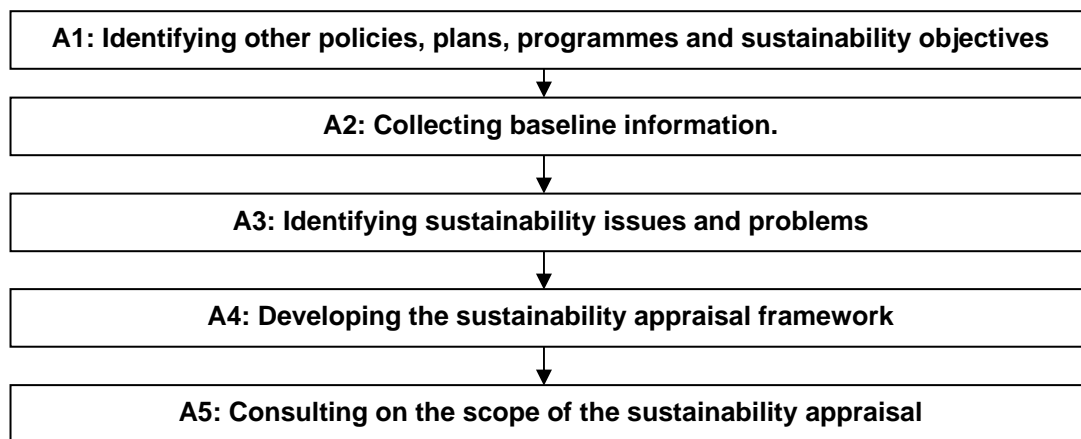 A1: Identifying other policies, plans, programmes and sustainability objectives
A2: Collecting baseline information.
A3: Identifying sustainability issues and problems
A4: Developing the sustainability appraisal framework
A5: Consulting on the scope of the sustainability appraisal